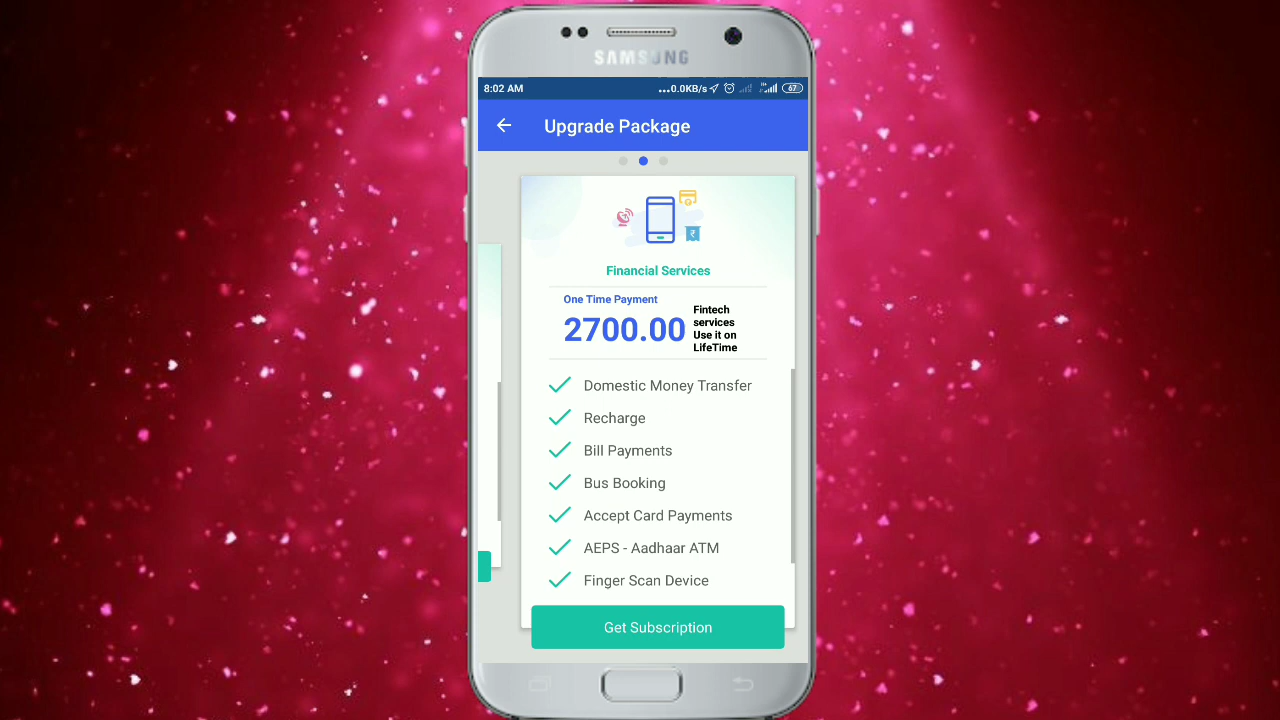 SAMSUNG
8:02 AM
...0.0KB/s
67
Upgrade Package
Financial Services
One Time Payment
2700.00
Fintech
services
Use it on
LifeTime
Domestic Money Transfer
Recharge
Bill Payments
Bus Booking
Accept Card Payments
AEPS - Aadhaar ATM
Finger Scan Device
Get Subscription